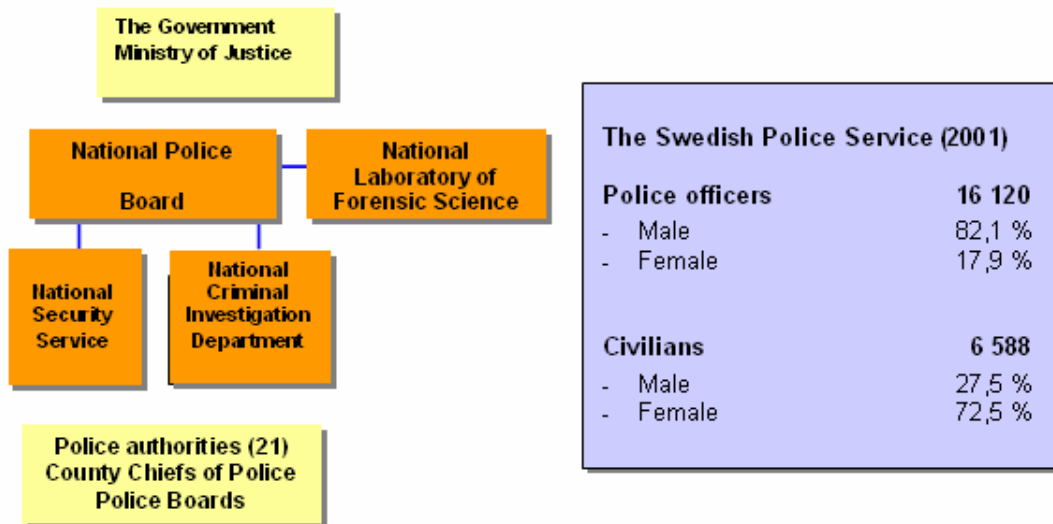 The Government
Ministry of Justice
National Police
Board
National
Laboratory of
Forensic Science
National
Security
Service
National
Criminal
Investigation
Department
Police authorities (21)
County Chiefs of Police
Police Boards
The Swedish Police Service (2001)
Police officers 16 120
- Male 82,1 %
- Female 17,9 %
Civilians 6 588
- Male 27,5 %
- Female 72,5 %